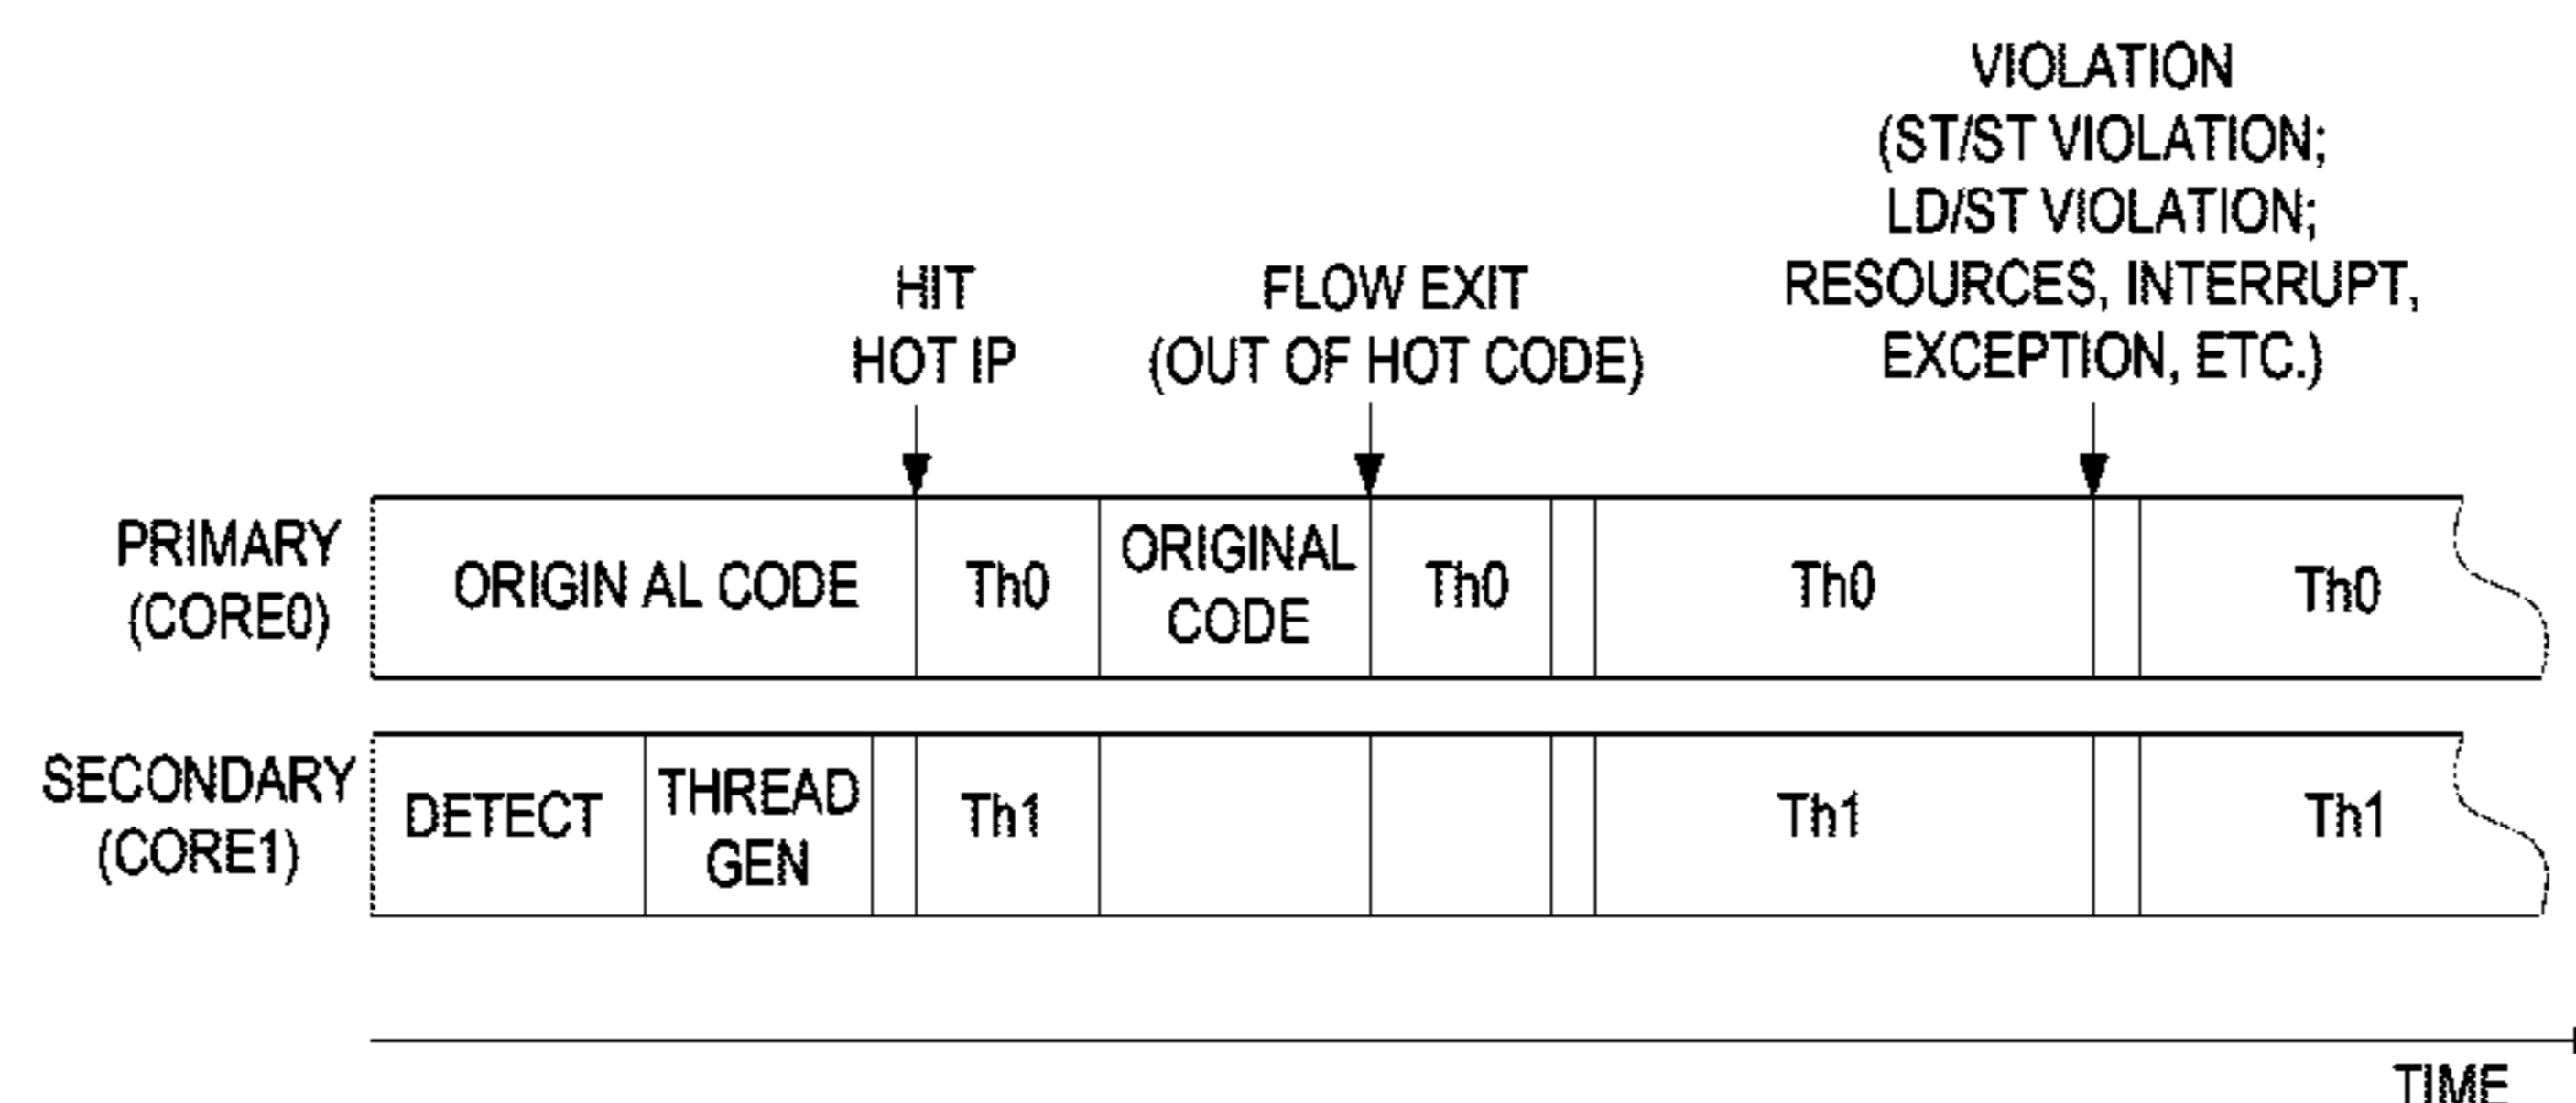 VIOLATION
(ST/ST VIOLATION;
LD/ST VIOLATION;
RESOURCES, INTERRUPT,
EXCEPTION, ETC.)
HIT
HOT IP
FLOW EXIT
(OUT OF HOT CODE)
PRIMARY
(CORE0)
ORIGIN AL CODE
Th0
ORIGINAL
CODE
Th0
Th0
Th0
SECONDARY
(CORE1)
DETECT
THREAD
GEN
Th1
Th1
Th1
TIME